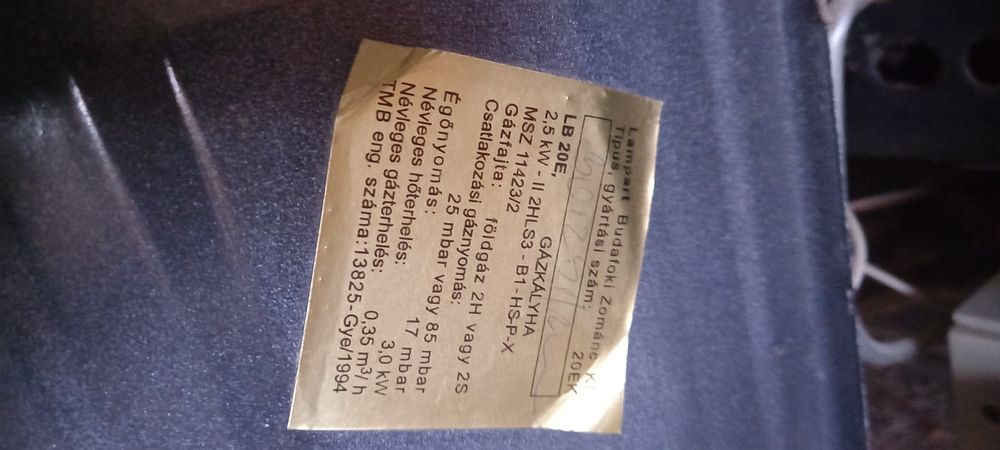 Lampart Budafoki Zománc
Típus, gyártási szám:
20EK
LB 20E, GÁZKÁLYHA
2,5 kW - II 2HLS3 - B1 - HS-P-X
MSZ 11423/2
Gázfajta: földgáz 2H vagy 2S
Csatlakozási gáznyomás:
25 mbar vagy 85 mbar
Égőnyomás: 17 mbar
Névleges hőterhelés: 3,0 kW
Névleges gázterhelés: 0,35 m³/h
TMB eng. száma:13825-Gye/1994